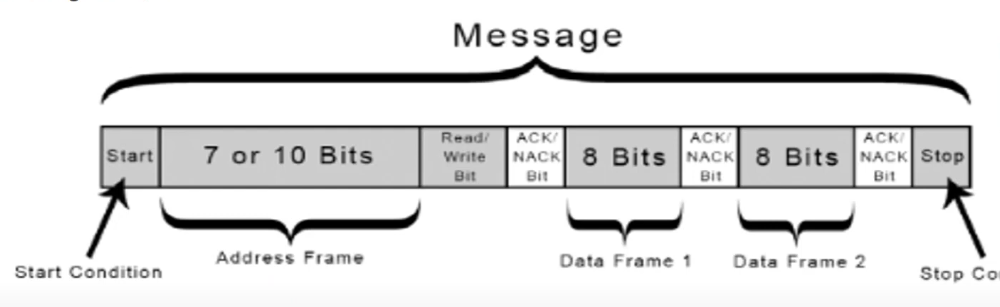 Message
Start
7 or 10 Bits
Read/
Write
Bit
ACK/
NACK
Bit
8 Bits
ACK/
NACK
Bit
8 Bits
ACK/
NACK
Bit
Stop
Start Condition
Address Frame
Data Frame 1
Data Frame 2
Stop